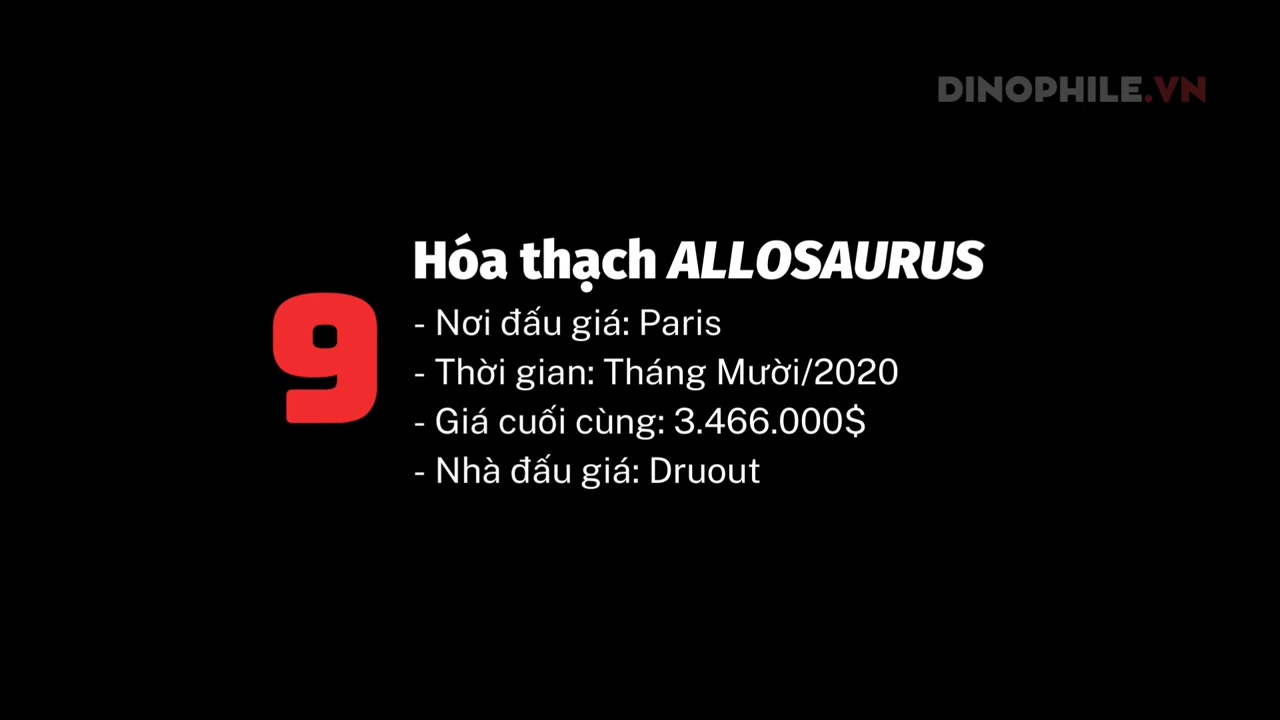 DINOPHILE.VN
Hóa thạch ALLOSAURUS
9
- Nơi đấu giá: Paris
- Thời gian: Tháng Mười/2020
- Giá cuối cùng: 3.466.000$
- Nhà đấu giá: Druout